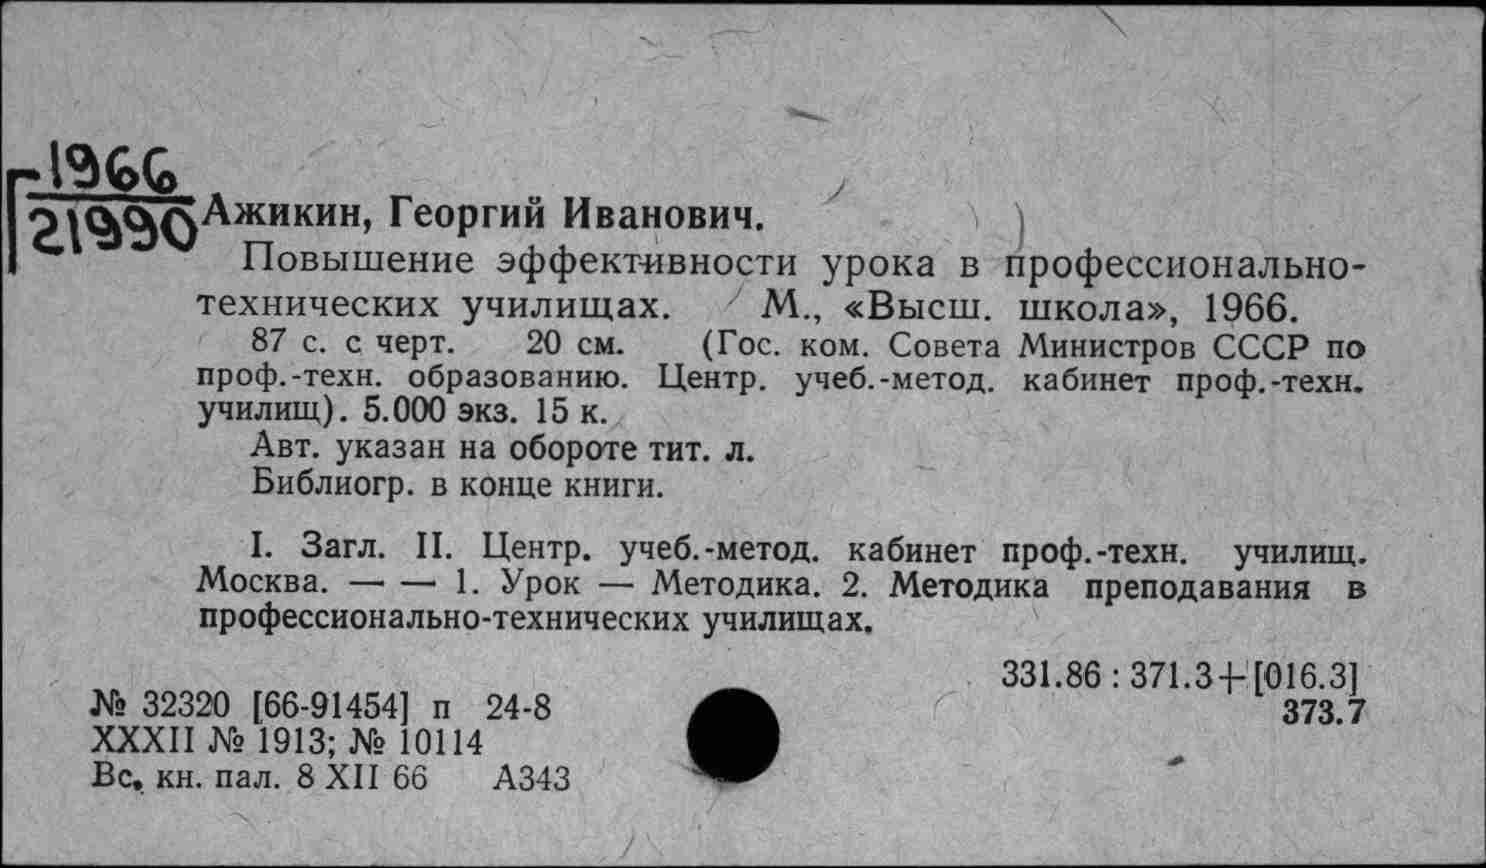 1966
21990
Ажикин, Георгий Иванович.
Повышение эффективности урока в профессионально-
технических училищах. М., «Высш. школа», 1966.
87 с. с черт. 20 см. (Гос. ком. Совета Министров СССР по
проф.-техн. образованию. Центр. учеб.-метод. кабинет проф.-техн.
училищ). 5.000 экз. 15 к.
Авт. указан на обороте тит. л.
Библиогр. в конце книги.
I. Загл. II. Центр. учеб.-метод. кабинет проф.-техн. училищ.
Москва. — — 1. Урок — Методика. 2. Методика преподавания в
профессионально-технических училищах.
331.86 : 371.3+[016.3]
373.7
№ 32320 [66-91454] п 24-8
XXXII № 1913; № 10114
Вс. кн. пал. 8 XII 66 А343